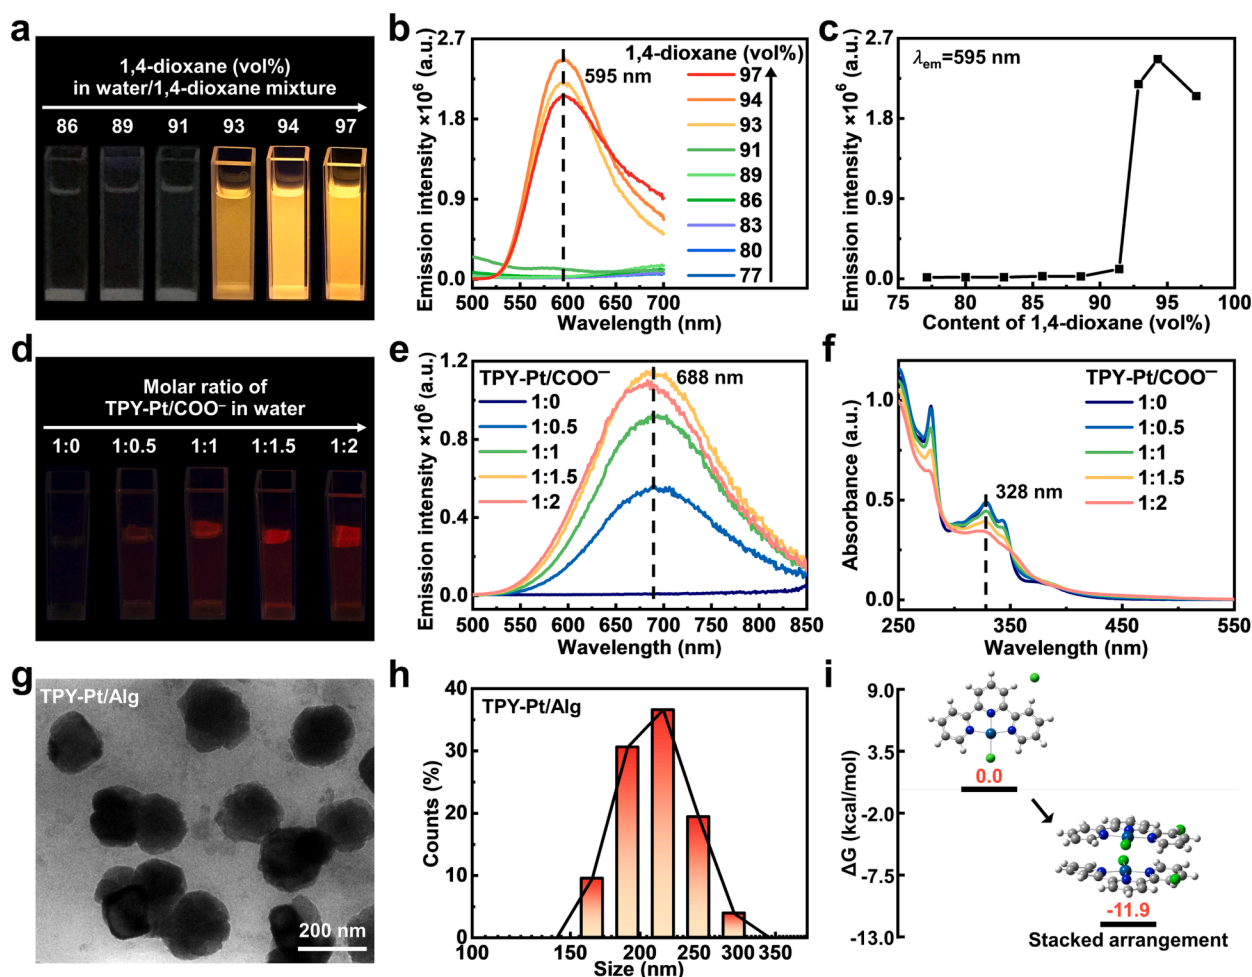 a
1,4-dioxane (vol%)
in water/1,4-dioxane mixture
86 89 91 93 94 97
b
Emission intensity ×10⁶ (a.u.)
2.7
1.8
0.9
0.0
500 550 600 650 700
Wavelength (nm)
595 nm
1,4-dioxane (vol%)
97
94
93
91
89
86
83
80
77
c
Emission intensity ×10⁶ (a.u.)
2.7
1.8
0.9
0.0
λem=595 nm
75 80 85 90 95 100
Content of 1,4-dioxane (vol%)
d
Molar ratio of
TPY-Pt/COO⁻ in water
1:0 1:0.5 1:1 1:1.5 1:2
e
Emission intensity ×10⁶ (a.u.)
1.2
0.8
0.4
0.0
TPY-Pt/COO⁻
1:0
1:0.5
1:1
1:1.5
1:2
688 nm
500 550 600 650 700 750 800 850
Wavelength (nm)
f
Absorbance (a.u.)
1.0
0.5
0.0
TPY-Pt/COO⁻
1:0
1:0.5
1:1
1:1.5
1:2
328 nm
250 350 450 550
Wavelength (nm)
g
TPY-Pt/Alg
200 nm
h
Counts (%)
40
30
20
10
0
TPY-Pt/Alg
100 150 200 250 300 350
Size (nm)
i
ΔG (kcal/mol)
9.0
3.5
-2.0
-7.5
-13.0
0.0
-11.9
Stacked arrangement